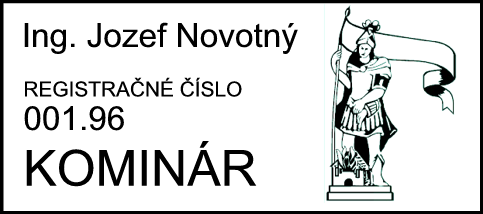 Ing. Jozef Novotný
REGISTRAČNÉ ČÍSLO
001.96
KOMINÁR